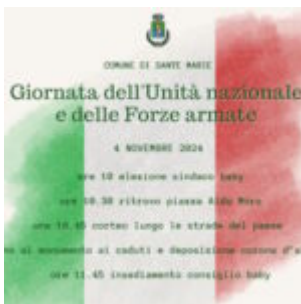 COMUNE DI SANTE MARIE
Giornata dell'Unità nazionale
e delle Forze armate
4 NOVEMBRE 2024
ore 10 elezione sindaco baby
ore 10.30 ritrovo piazza Aldo Moro
ore 10.45 corteo lungo le strade del paese
al monumento ai caduti e deposizione corona
ore 11.45 insediamento consiglio baby